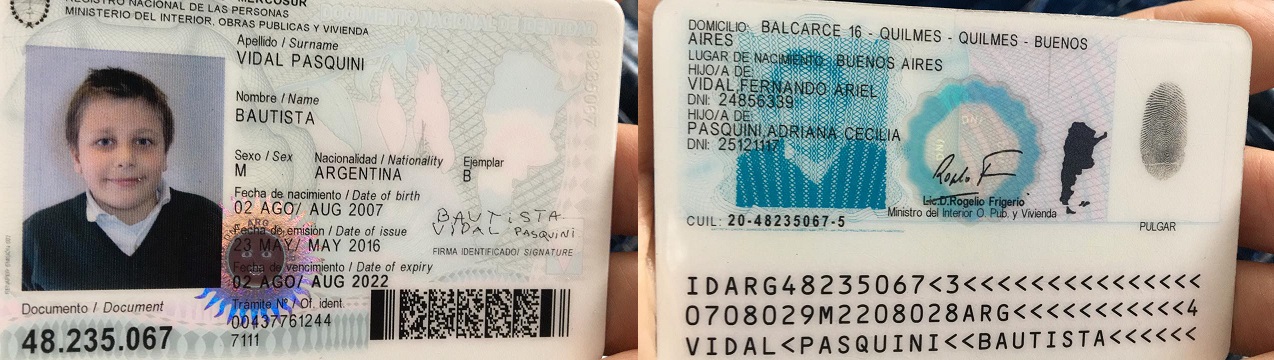 MERCOSUR
REGISTRO NACIONAL DE LAS PERSONAS
MINISTERIO DEL INTERIOR, OBRAS PUBLICAS Y VIVIENDA
Apellido / Surname
VIDAL PASQUINI
Nombre / Name
BAUTISTA
Sexo / Sex
M
Nacionalidad / Nationality
ARGENTINA
Ejemplar
B
Fecha de nacimiento / Date of birth
02 AGO/ AUG 2007
Fecha de emisión / Date of issue
23 MAY/ MAY 2016
Fecha de vencimiento / Date of expiry
02 AGO/ AUG 2022
BAUTISTA
VIDAL PASQUINI
FIRMA IDENTIFICADO/ SIGNATURE
Documento / Document
48.235.067
Trámite Nº / Of. ident.
00437761244
7111
DOMICILIO: BALCARCE 16 - QUILMES - QUILMES - BUENOS
AIRES
LUGAR DE NACIMIENTO: BUENOS AIRES
HIJO/A DE:
VIDAL,FERNANDO ARIEL
DNI: 24856339
HIJO/A DE:
PASQUINI,ADRIANA CECILIA
DNI: 25121117
Lic.D.Rogelio Frigerio
Ministro del Interior O. Pub. y Vivienda
CUIL: 20-48235067-5
PULGAR
IDARG48235067<3<<<<<<<<<<<<<<<
0708029M2208028ARG<<<<<<<<<<<4
VIDAL<PASQUINI<<BAUTISTA<<<<<<